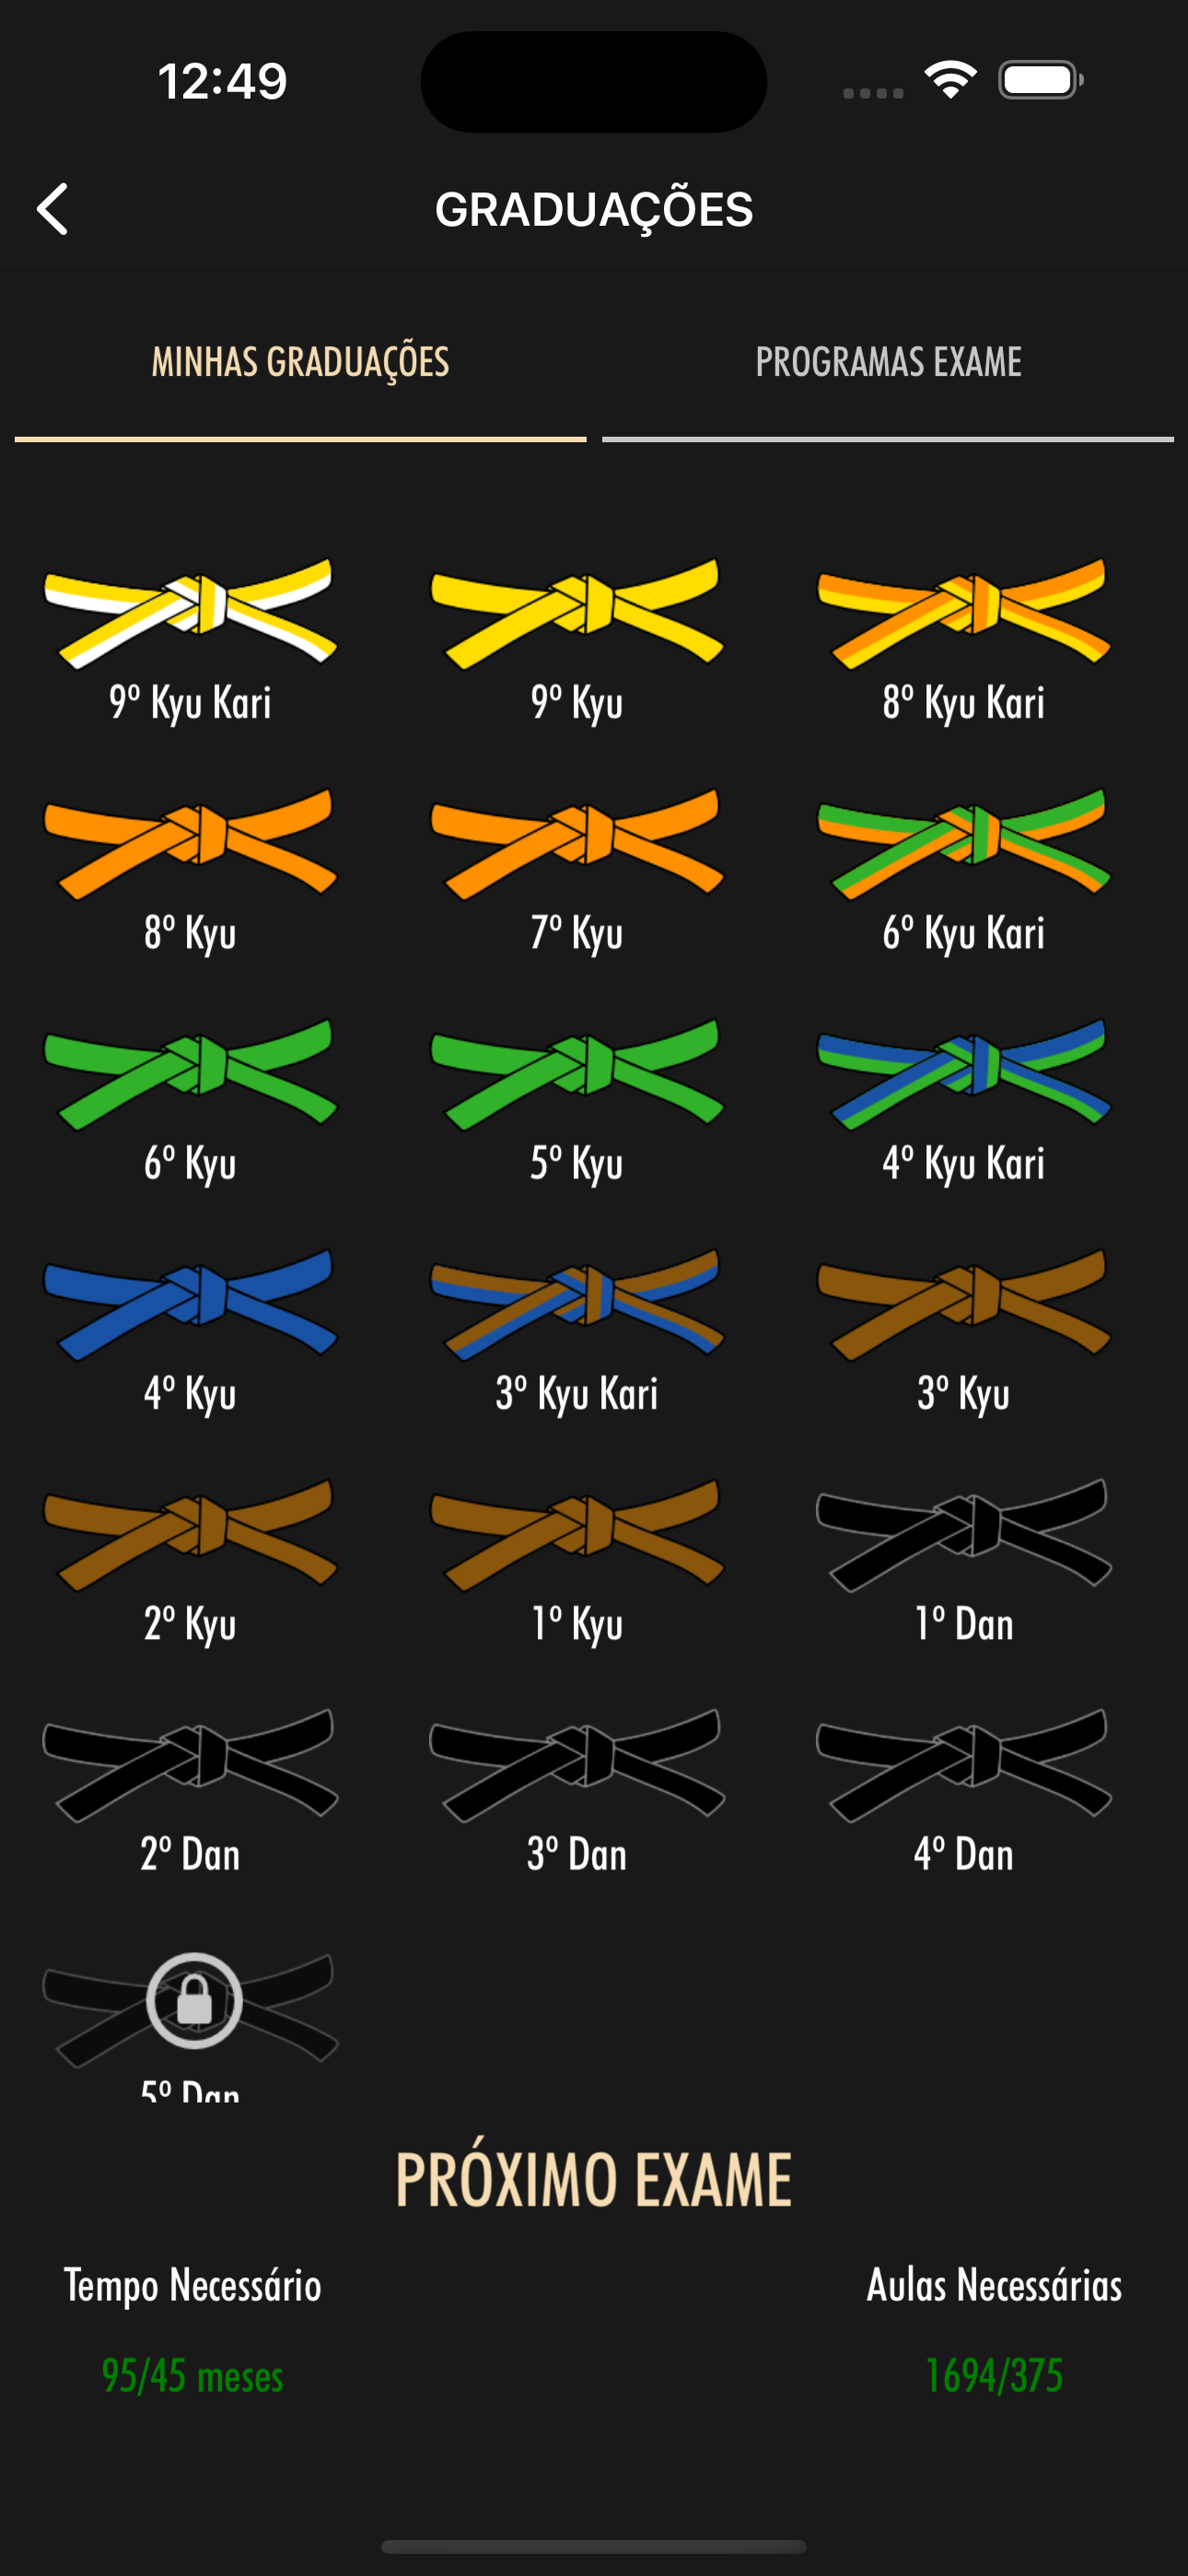 12:49
GRADUAÇÕES
MINHAS GRADUAÇÕES PROGRAMAS EXAME
9º Kyu Kari 9º Kyu 8º Kyu Kari
8º Kyu 7º Kyu 6º Kyu Kari
6º Kyu 5º Kyu 4º Kyu Kari
4º Kyu 3º Kyu Kari 3º Kyu
2º Kyu 1º Kyu 1º Dan
2º Dan 3º Dan 4º Dan
5º Dan
PRÓXIMO EXAME
Tempo Necessário Aulas Necessárias
95/45 meses 1694/375